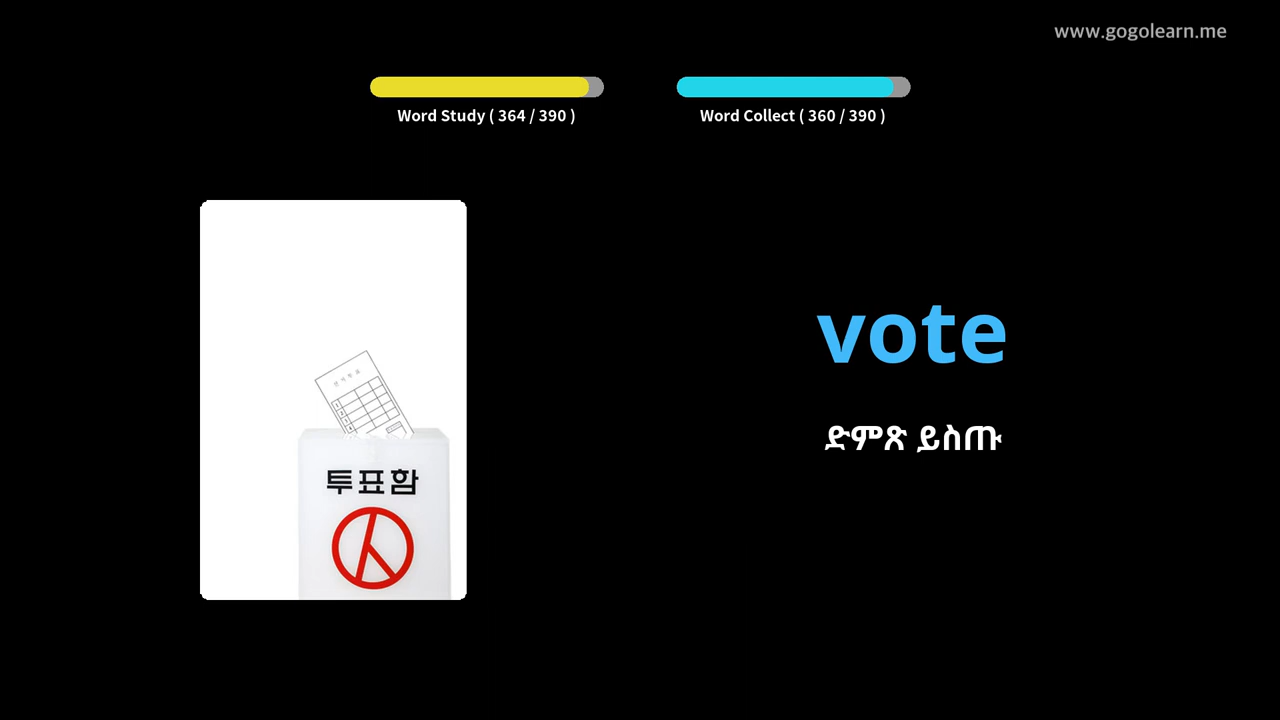 www.gogolearn.me
Word Study ( 364 / 390 )
Word Collect ( 360 / 390 )
vote
ድምጽ ይስጡ
투표함